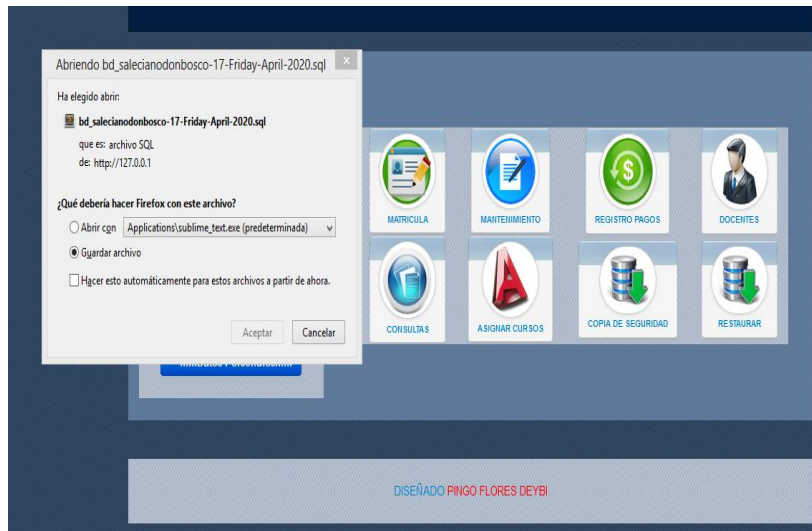 Abriendo bd_salecianodonbosco-17-Friday-April-2020.sql
x
Ha elegido abrir:
bd_salecianodonbosco-17-Friday-April-2020.sql
que es: archivo SQL
de: http://127.0.0.1
¿Qué debería hacer Firefox con este archivo?
Abrir con Applications\sublime_text.exe (predeterminada)
Guardar archivo
Hacer esto automáticamente para estos archivos a partir de ahora.
Aceptar Cancelar
MATRICULA MANTENIMIENTO REGISTRO PAGOS DOCENTES
CONSULTAS ASIGNAR CURSOS COPIA DE SEGURIDAD RESTAURAR
DISEÑADO PINGO FLORES DEYBI